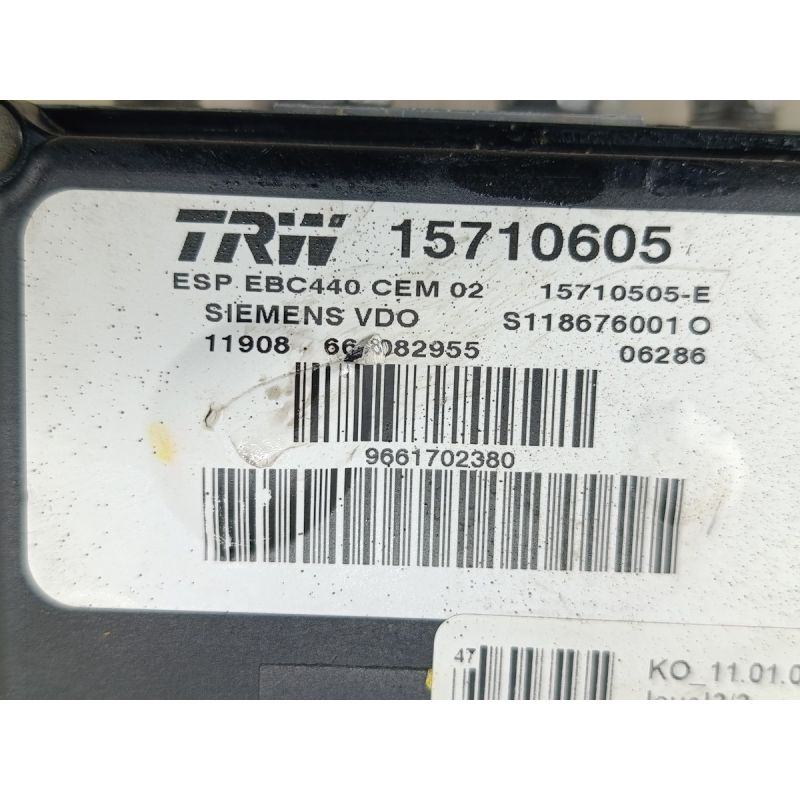 TRW 15710605
ESP EBC440 CEM 02 15710505-E
SIEMENS VDO S118676001 O
11908 06286
9661702380
47 KO_11.01.0